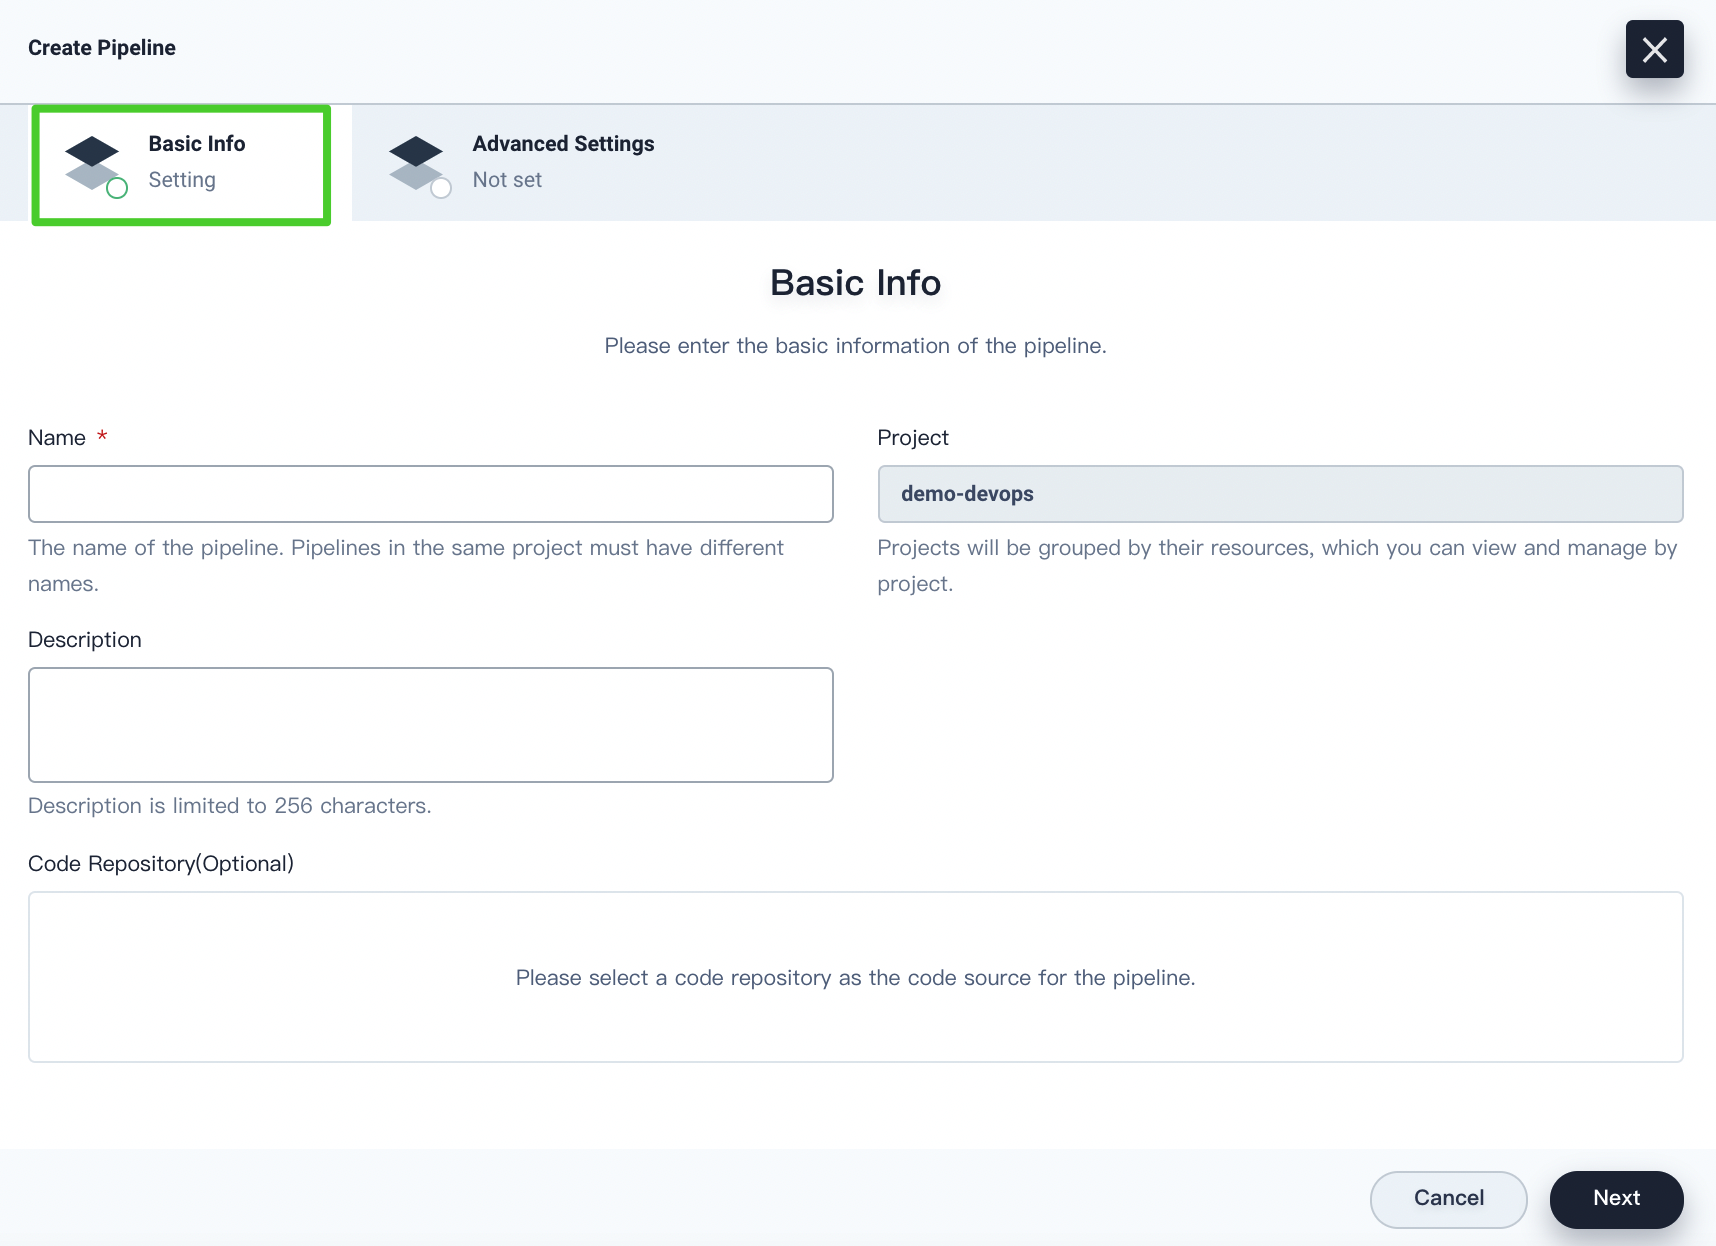 Create Pipeline
Basic Info
Setting
Advanced Settings
Not set
Basic Info
Please enter the basic information of the pipeline.
Name *
The name of the pipeline. Pipelines in the same project must have different
names.
Project
demo-devops
Projects will be grouped by their resources, which you can view and manage by
project.
Description
Description is limited to 256 characters.
Code Repository(Optional)
Please select a code repository as the code source for the pipeline.
Cancel
Next